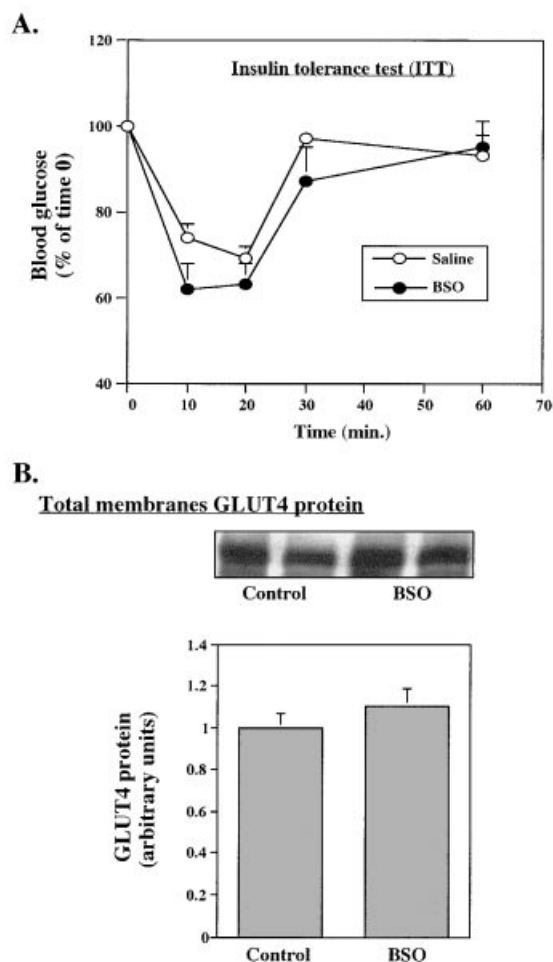 A.
Insulin tolerance test (ITT)
Blood glucose
(% of time 0)
120
100
80
60
40
Saline
BSO
0 10 20 30 40 50 60 70
Time (min.)
B.
Total membranes GLUT4 protein
Control BSO
GLUT4 protein
(arbitrary units)
1.4
1.2
1
0.8
0.6
0.4
0.2
0
Control BSO